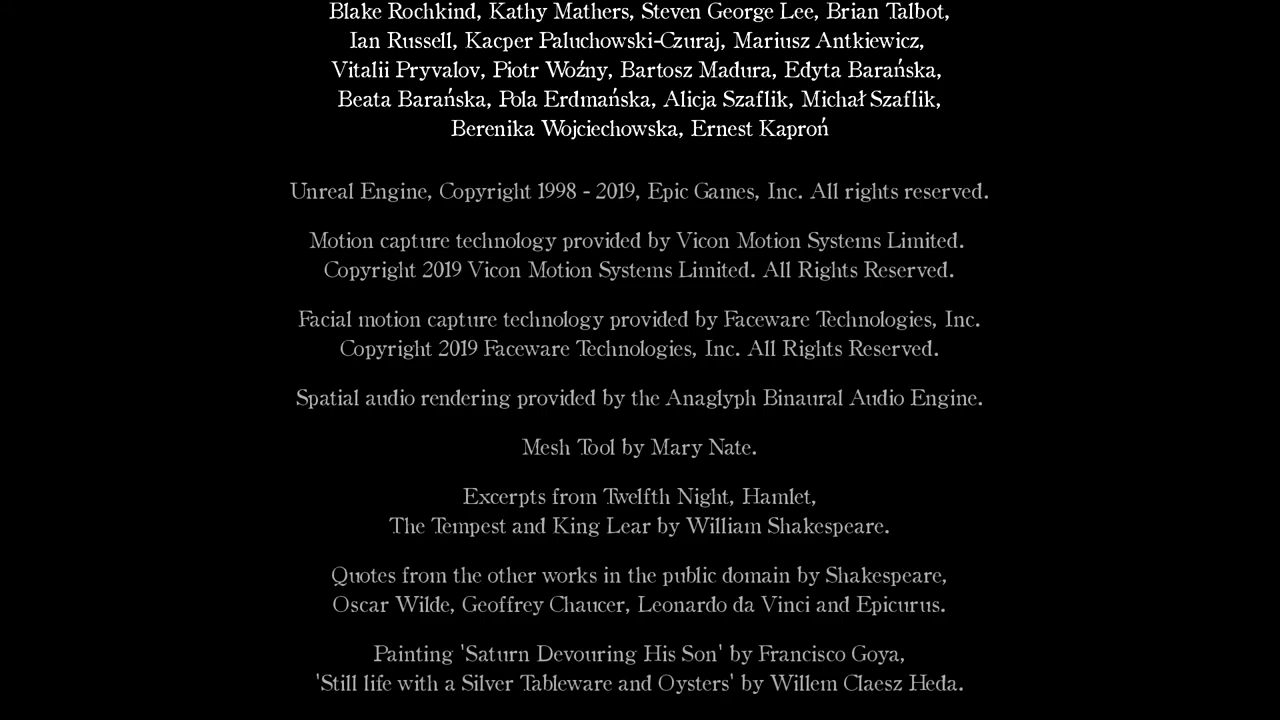 Blake Rochkind, Kathy Mathers, Steven George Lee, Brian Talbot,
Ian Russell, Kacper Paluchowski-Czuraj, Mariusz Antkiewicz,
Vitalii Pryvalov, Piotr Woźny, Bartosz Madura, Edyta Barańska,
Beata Barańska, Pola Erdmańska, Alicja Szaflik, Michał Szaflik,
Berenika Wojciechowska, Ernest Kaproń
Unreal Engine, Copyright 1998 - 2019, Epic Games, Inc. All rights reserved.
Motion capture technology provided by Vicon Motion Systems Limited.
Copyright 2019 Vicon Motion Systems Limited. All Rights Reserved.
Facial motion capture technology provided by Faceware Technologies, Inc.
Copyright 2019 Faceware Technologies, Inc. All Rights Reserved.
Spatial audio rendering provided by the Anaglyph Binaural Audio Engine.
Mesh Tool by Mary Nate.
Excerpts from Twelfth Night, Hamlet,
The Tempest and King Lear by William Shakespeare.
Quotes from the other works in the public domain by Shakespeare,
Oscar Wilde, Geoffrey Chaucer, Leonardo da Vinci and Epicurus.
Painting 'Saturn Devouring His Son' by Francisco Goya,
'Still life with a Silver Tableware and Oysters' by Willem Claesz Heda.